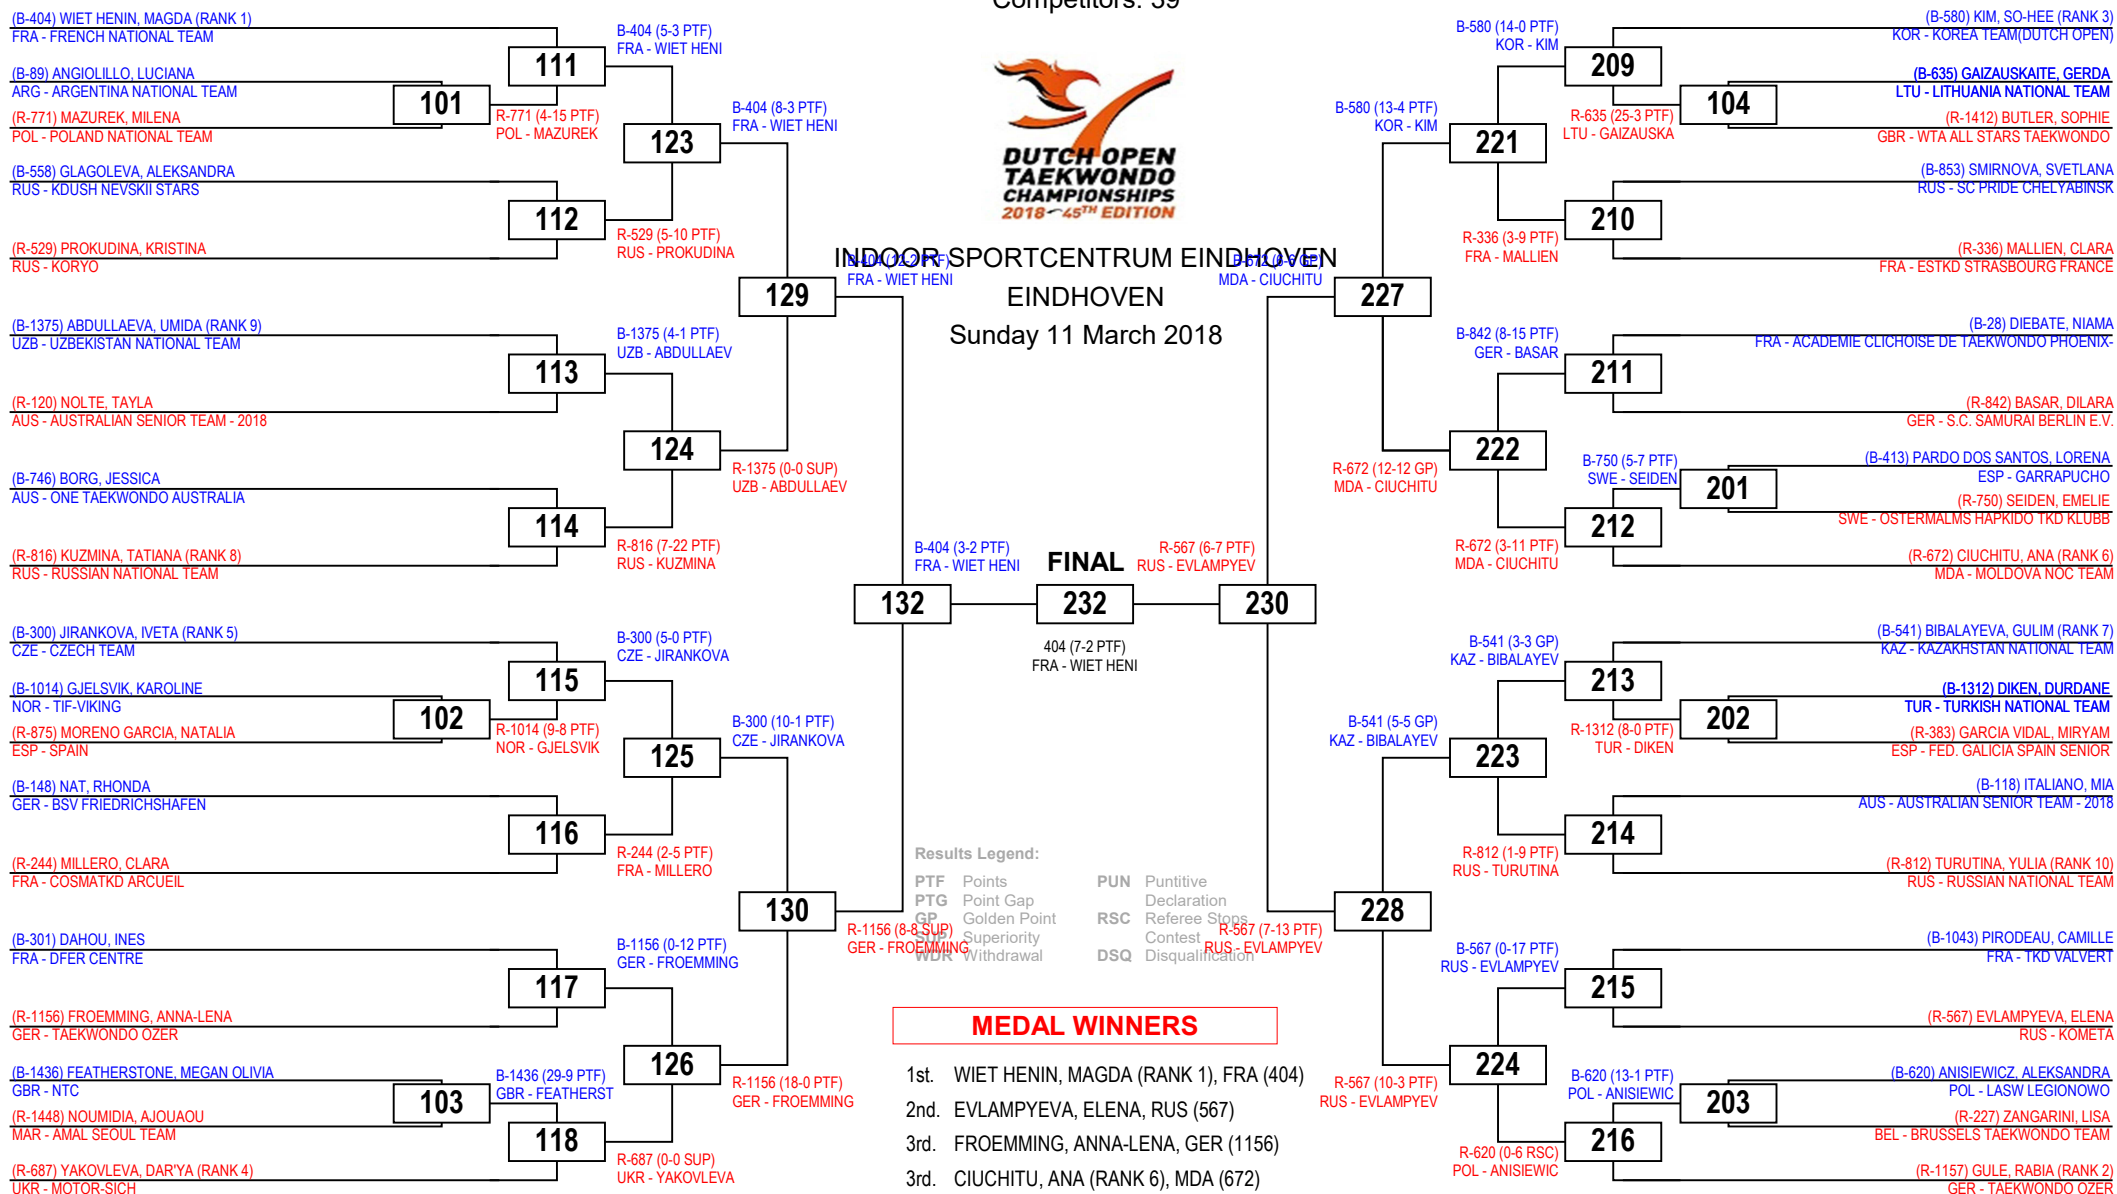 Competitors: 39
(B-404) WIET HENIN, MAGDA (RANK 1)
FRA - FRENCH NATIONAL TEAM
(B-89) ANGIOLILLO, LUCIANA
ARG - ARGENTINA NATIONAL TEAM
(R-771) MAZUREK, MILENA
POL - POLAND NATIONAL TEAM
(B-558) GLAGOLEVA, ALEKSANDRA
RUS - KDUSH NEVSKII STARS
(R-529) PROKUDINA, KRISTINA
RUS - KORYO
(B-1375) ABDULLAEVA, UMIDA (RANK 9)
UZB - UZBEKISTAN NATIONAL TEAM
(R-120) NOLTE, TAYLA
AUS - AUSTRALIAN SENIOR TEAM - 2018
(B-746) BORG, JESSICA
AUS - ONE TAEKWONDO AUSTRALIA
(R-816) KUZMINA, TATIANA (RANK 8)
RUS - RUSSIAN NATIONAL TEAM
(B-300) JIRANKOVA, IVETA (RANK 5)
CZE - CZECH TEAM
(B-1014) GJELSVIK, KAROLINE
NOR - TIF-VIKING
(R-875) MORENO GARCIA, NATALIA
ESP - SPAIN
(B-148) NAT, RHONDA
GER - BSV FRIEDRICHSHAFEN
(R-244) MILLERO, CLARA
FRA - COSMATKD ARCUEIL
(B-301) DAHOU, INES
FRA - DFER CENTRE
(R-1156) FROEMMING, ANNA-LENA
GER - TAEKWONDO OZER
(B-1436) FEATHERSTONE, MEGAN OLIVIA
GBR - NTC
(R-1448) NOUMIDIA, AJOUAOU
MAR - AMAL SEOUL TEAM
(R-687) YAKOVLEVA, DAR'YA (RANK 4)
UKR - MOTOR-SICH
101
102
103
R-771 (4-15 PTF)
POL - MAZUREK
R-1014 (9-8 PTF)
NOR - GJELSVIK
B-1436 (29-9 PTF)
GBR - FEATHERST
111
112
113
114
115
116
117
118
B-404 (5-3 PTF)
FRA - WIET HENI
R-529 (5-10 PTF)
RUS - PROKUDINA
B-1375 (4-1 PTF)
UZB - ABDULLAEV
R-816 (7-22 PTF)
RUS - KUZMINA
B-300 (5-0 PTF)
CZE - JIRANKOVA
R-244 (2-5 PTF)
FRA - MILLERO
B-1156 (0-12 PTF)
GER - FROEMMING
R-687 (0-0 SUP)
UKR - YAKOVLEVA
123
124
125
126
B-404 (8-3 PTF)
FRA - WIET HENI
R-1375 (0-0 SUP)
UZB - ABDULLAEV
B-300 (10-1 PTF)
CZE - JIRANKOVA
R-1156 (18-0 PTF)
GER - FROEMMING
129
130
B-404 (12-2 PTF)
FRA - WIET HENI
R-1156 (8-8 SUP)
GER - FROEMMING
132
B-404 (3-2 PTF)
FRA - WIET HENI
DUTCH OPEN
TAEKWONDO
CHAMPIONSHIPS
2018 ~ 45TH EDITION
INDOOR SPORTCENTRUM EINDHOVEN
EINDHOVEN
Sunday 11 March 2018
FINAL
232
404 (7-2 PTF)
FRA - WIET HENI
R-567 (6-7 PTF)
RUS - EVLAMPYEV
230
B-672 (6-6 GP)
MDA - CIUCHITU
R-567 (7-13 PTF)
RUS - EVLAMPYEV
227
228
B-580 (13-4 PTF)
KOR - KIM
R-672 (12-12 GP)
MDA - CIUCHITU
B-541 (5-5 GP)
KAZ - BIBALAYEV
R-567 (10-3 PTF)
RUS - EVLAMPYEV
221
222
223
224
B-580 (14-0 PTF)
KOR - KIM
R-336 (3-9 PTF)
FRA - MALLIEN
B-842 (8-15 PTF)
GER - BASAR
R-672 (3-11 PTF)
MDA - CIUCHITU
B-541 (3-3 GP)
KAZ - BIBALAYEV
R-812 (1-9 PTF)
RUS - TURUTINA
B-567 (0-17 PTF)
RUS - EVLAMPYEV
R-620 (0-6 RSC)
POL - ANISIEWIC
209
210
211
212
213
214
215
216
R-635 (25-3 PTF)
LTU - GAIZAUSKA
B-750 (5-7 PTF)
SWE - SEIDEN
R-1312 (8-0 PTF)
TUR - DIKEN
B-620 (13-1 PTF)
POL - ANISIEWIC
104
201
202
203
(B-580) KIM, SO-HEE (RANK 3)
KOR - KOREA TEAM(DUTCH OPEN)
(B-635) GAIZAUSKAITE, GERDA
LTU - LITHUANIA NATIONAL TEAM
(R-1412) BUTLER, SOPHIE
GBR - WTA ALL STARS TAEKWONDO
(B-853) SMIRNOVA, SVETLANA
RUS - SC PRIDE CHELYABINSK
(R-336) MALLIEN, CLARA
FRA - ESTKD STRASBOURG FRANCE
(B-28) DIEBATE, NIAMA
FRA - ACADEMIE CLICHOISE DE TAEKWONDO PHOENIX-
(R-842) BASAR, DILARA
GER - S.C. SAMURAI BERLIN E.V.
(B-413) PARDO DOS SANTOS, LORENA
ESP - GARRAPUCHO
(R-750) SEIDEN, EMELIE
SWE - OSTERMALMS HAPKIDO TKD KLUBB
(R-672) CIUCHITU, ANA (RANK 6)
MDA - MOLDOVA NOC TEAM
(B-541) BIBALAYEVA, GULIM (RANK 7)
KAZ - KAZAKHSTAN NATIONAL TEAM
(B-1312) DIKEN, DURDANE
TUR - TURKISH NATIONAL TEAM
(R-383) GARCIA VIDAL, MIRYAM
ESP - FED. GALICIA SPAIN SENIOR
(B-118) ITALIANO, MIA
AUS - AUSTRALIAN SENIOR TEAM - 2018
(R-812) TURUTINA, YULIA (RANK 10)
RUS - RUSSIAN NATIONAL TEAM
(B-1043) PIRODEAU, CAMILLE
FRA - TKD VALVERT
(R-567) EVLAMPYEVA, ELENA
RUS - KOMETA
(B-620) ANISIEWICZ, ALEKSANDRA
POL - LASW LEGIONOWO
(R-227) ZANGARINI, LISA
BEL - BRUSSELS TAEKWONDO TEAM
(R-1157) GULE, RABIA (RANK 2)
GER - TAEKWONDO OZER
Results Legend:
PTF Points
PTG Point Gap
GP Golden Point
SUP Superiority
WDR Withdrawal
PUN Puntitive
Declaration
RSC Referee Stops
Contest
DSQ Disqualification
MEDAL WINNERS
1st. WIET HENIN, MAGDA (RANK 1), FRA (404)
2nd. EVLAMPYEVA, ELENA, RUS (567)
3rd. FROEMMING, ANNA-LENA, GER (1156)
3rd. CIUCHITU, ANA (RANK 6), MDA (672)